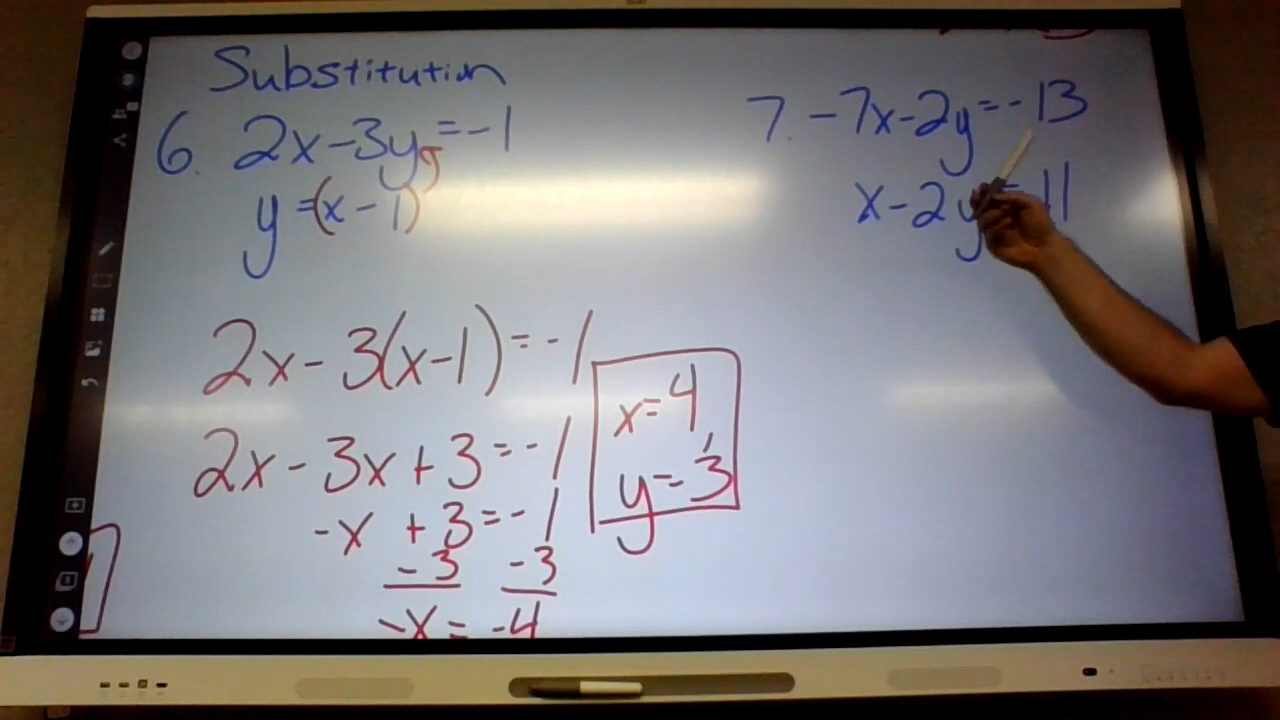 Substitution
6. 2x-3y=-1
y=(x-1)
2x-3(x-1)=-1
2x-3x+3=-1
-x+3=-1
-3 -3
-x=-4
x=4,
y=3
7. -7x-2y=-13
x-2y=11